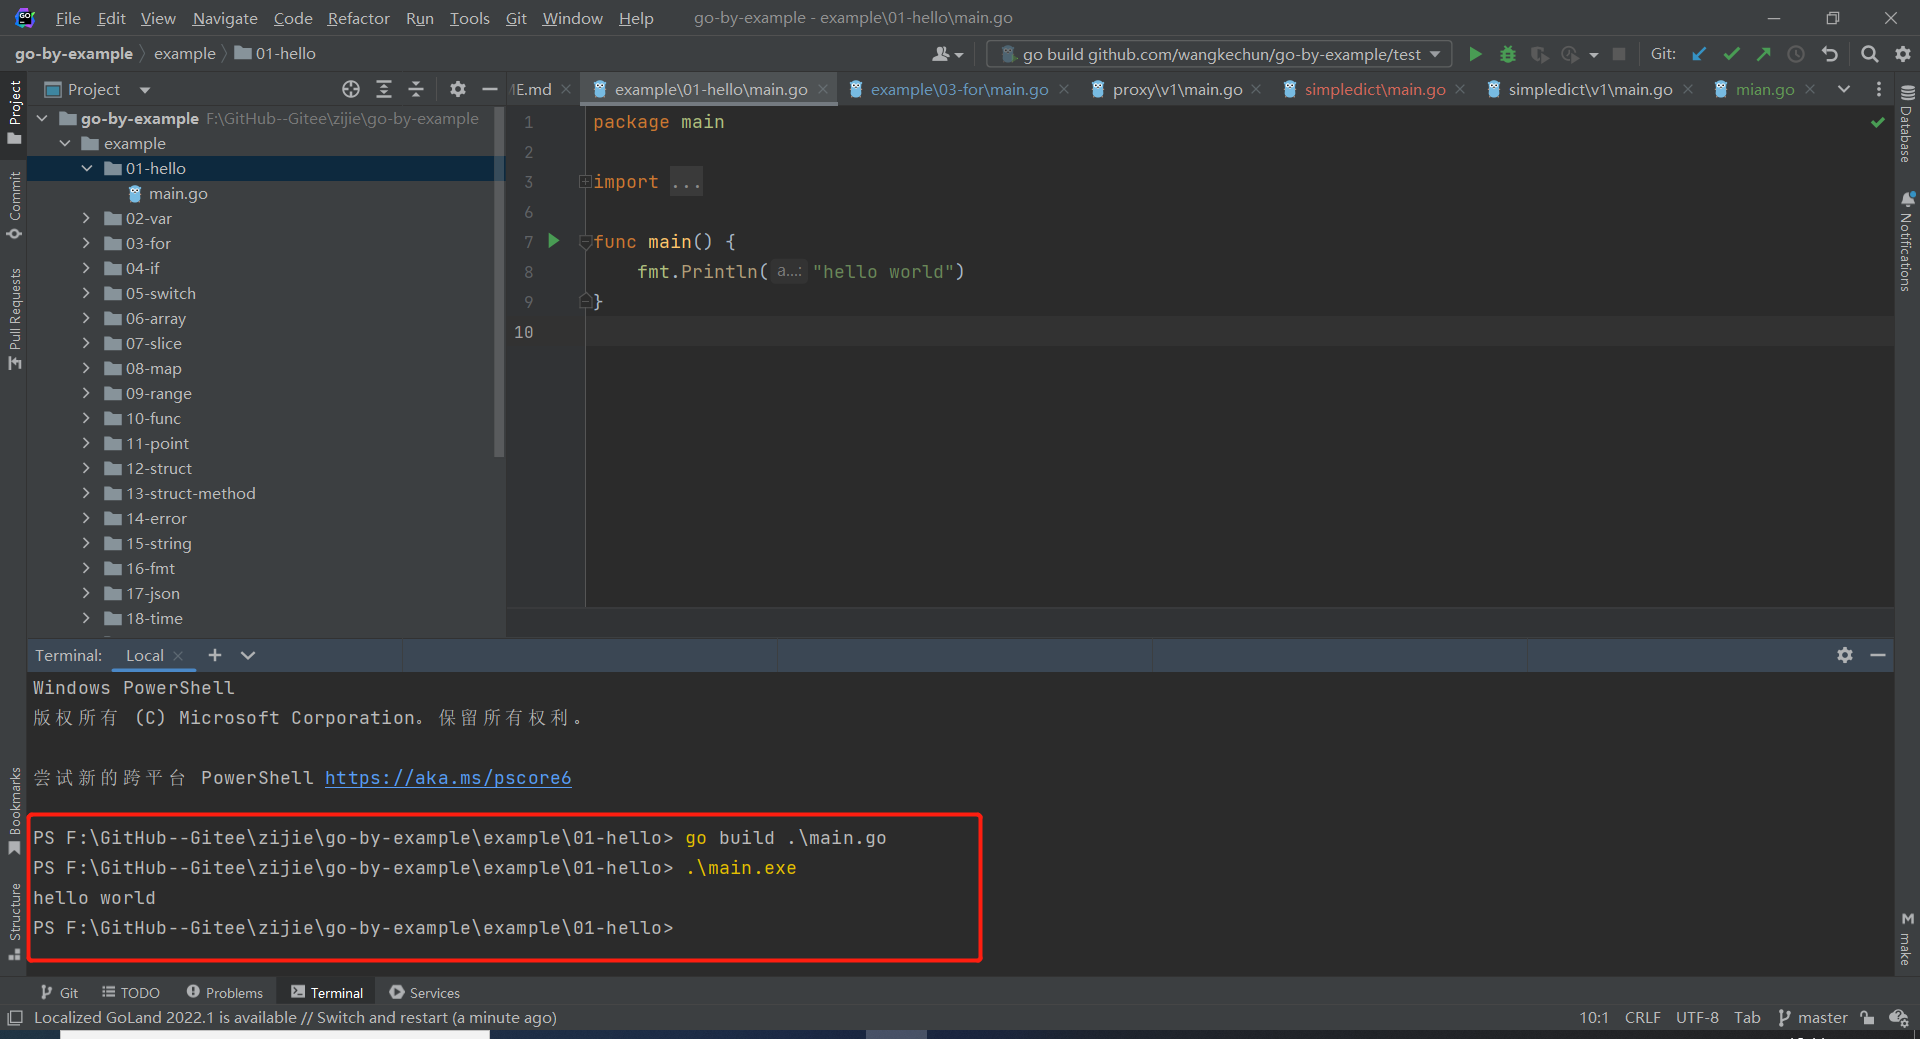 File Edit View Navigate Code Refactor Run Tools Git Window Help go-by-example - example\01-hello\main.go
go-by-example example 01-hello go build github.com/wangkechun/go-by-example/test Git:
Project
E.md example\01-hello\main.go example\03-for\main.go proxy\v1\main.go simpledict\main.go simpledict\v1\main.go mian.go
go-by-example F:\GitHub--Gitee\zijie\go-by-example
example
01-hello
main.go
02-var
03-for
04-if
05-switch
06-array
07-slice
08-map
09-range
10-func
11-point
12-struct
13-struct-method
14-error
15-string
16-fmt
17-json
18-time
1 package main
2
3 import ...
6
7 func main() {
8 fmt.Println( a...: "hello world")
9 }
10
Project
Commit
Pull Requests
Bookmarks
Structure
Database
Notifications
make
Terminal: Local
Windows PowerShell
版权所有 (C) Microsoft Corporation。保留所有权利。
尝试新的跨平台 PowerShell https://aka.ms/pscore6
PS F:\GitHub--Gitee\zijie\go-by-example\example\01-hello> go build .\main.go
PS F:\GitHub--Gitee\zijie\go-by-example\example\01-hello> .\main.exe
hello world
PS F:\GitHub--Gitee\zijie\go-by-example\example\01-hello>
Git TODO Problems Terminal Services
Localized GoLand 2022.1 is available // Switch and restart (a minute ago) 10:1 CRLF UTF-8 Tab master